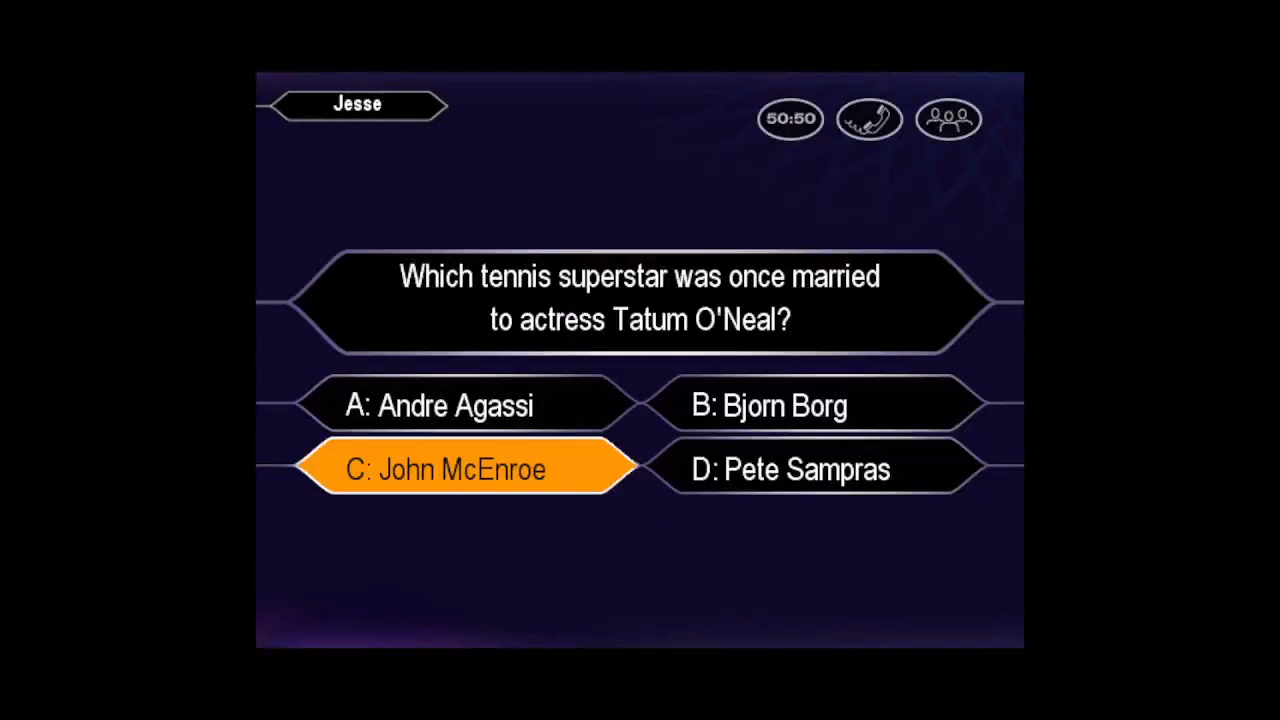 Jesse
50:50
Which tennis superstar was once married
to actress Tatum O'Neal?
A: Andre Agassi
B: Bjorn Borg
C: John McEnroe
D: Pete Sampras